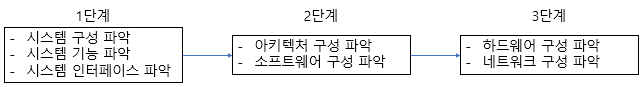 1단계
- 시스템 구성 파악
- 시스템 기능 파악
- 시스템 인터페이스 파악
2단계
- 아키텍처 구성 파악
- 소프트웨어 구성 파악
3단계
- 하드웨어 구성 파악
- 네트워크 구성 파악